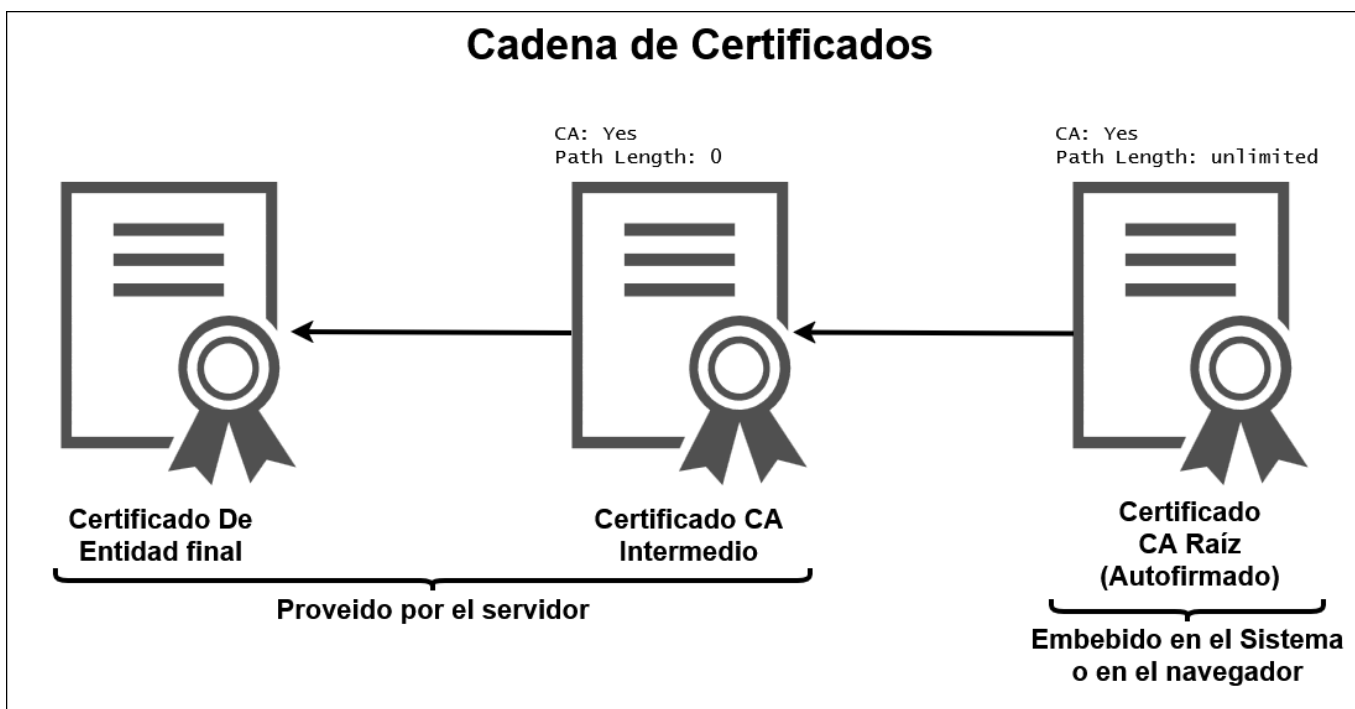 Cadena de Certificados
CA: Yes
Path Length: 0
CA: Yes
Path Length: unlimited
Certificado De
Entidad final
Certificado CA
Intermedio
Certificado
CA Raíz
(Autofirmado)
Proveido por el servidor
Embebido en el Sistema
o en el navegador